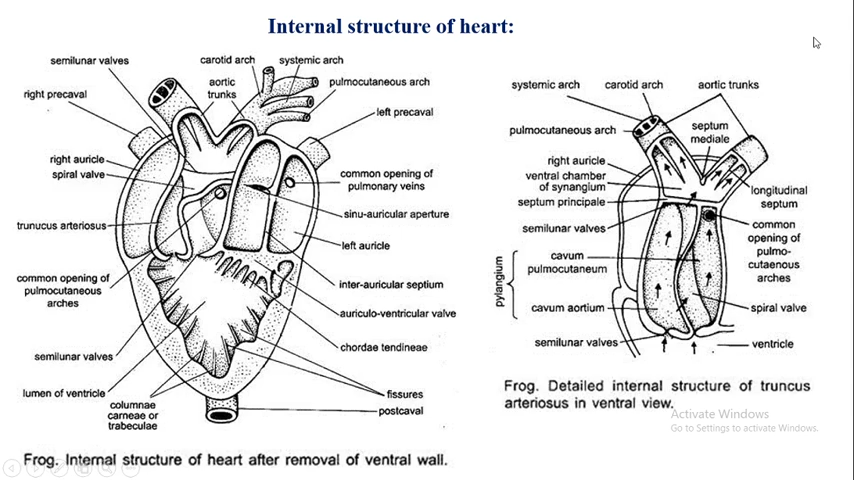 Internal structure of heart:
semilunar valves
carotid arch
systemic arch
aortic
trunks
pulmocutaneous arch
right precaval
left precaval
right auricle
spiral valve
common opening of
pulmonary veins
sinu-auricular aperture
trunucus arteriosus
left auricle
common opening of
pulmocutaneous
arches
inter-auricular septium
auriculo-ventricular valve
semilunar valves
chordae tendineae
lumen of ventricle
fissures
columnae
carneae or
trabeculae
postcaval
Frog. Internal structure of heart after removal of ventral wall.
systemic arch
carotid arch
aortic trunks
pulmocutaneous arch
septum
mediale
right auricle
ventral chamber
of synangium
longitudinal
septum
septum principale
semilunar valves
common
opening of
pulmo-
cutaenous
arches
cavum
pulmocutaneum
pylangium
cavum aortium
spiral valve
semilunar valves
ventricle
Frog. Detailed internal structure of truncus
arteriosus in ventral view.
Activate Windows
Go to Settings to activate Windows.